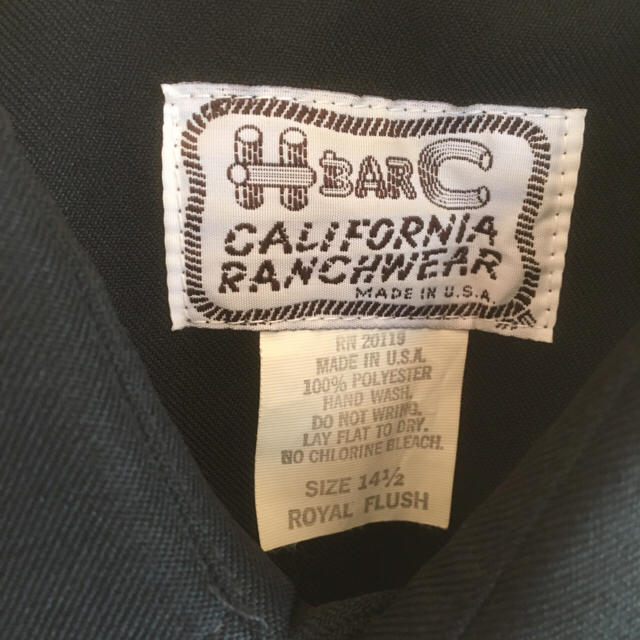 H BAR C
CALIFORNIA
RANCHWEAR
MADE IN U.S.A.
RN 20119
MADE IN U.S.A.
100% POLYESTER
HAND WASH.
DO NOT WRING.
LAY FLAT TO DRY.
NO CHLORINE BLEACH.
SIZE 14½
ROYAL FLUSH